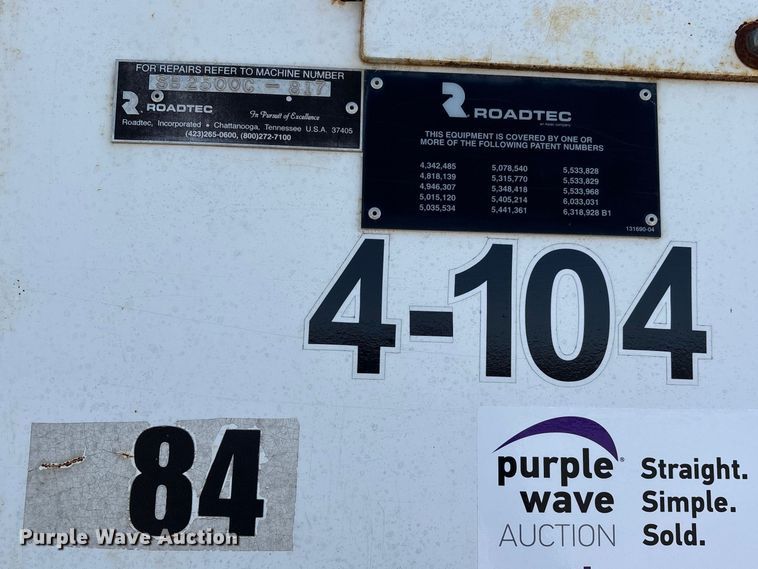 FOR REPAIRS REFER TO MACHINE NUMBER
SB2500C - 817
ROADTEC
In Pursuit of Excellence
Roadtec, Incorporated • Chattanooga, Tennessee U.S.A. 37405
(423)265-0600, (800)272-7100
ROADTEC
THIS EQUIPMENT IS COVERED BY ONE OR
MORE OF THE FOLLOWING PATENT NUMBERS
4,342,485 5,078,540 5,533,828
4,818,139 5,315,770 5,533,829
4,946,307 5,348,418 5,533,968
5,015,120 5,405,214 6,033,031
5,035,534 5,441,361 6,318,928 B1
131690-04
4-104
84
purple® wave AUCTION
Straight.
Simple.
Sold.
Purple Wave Auction